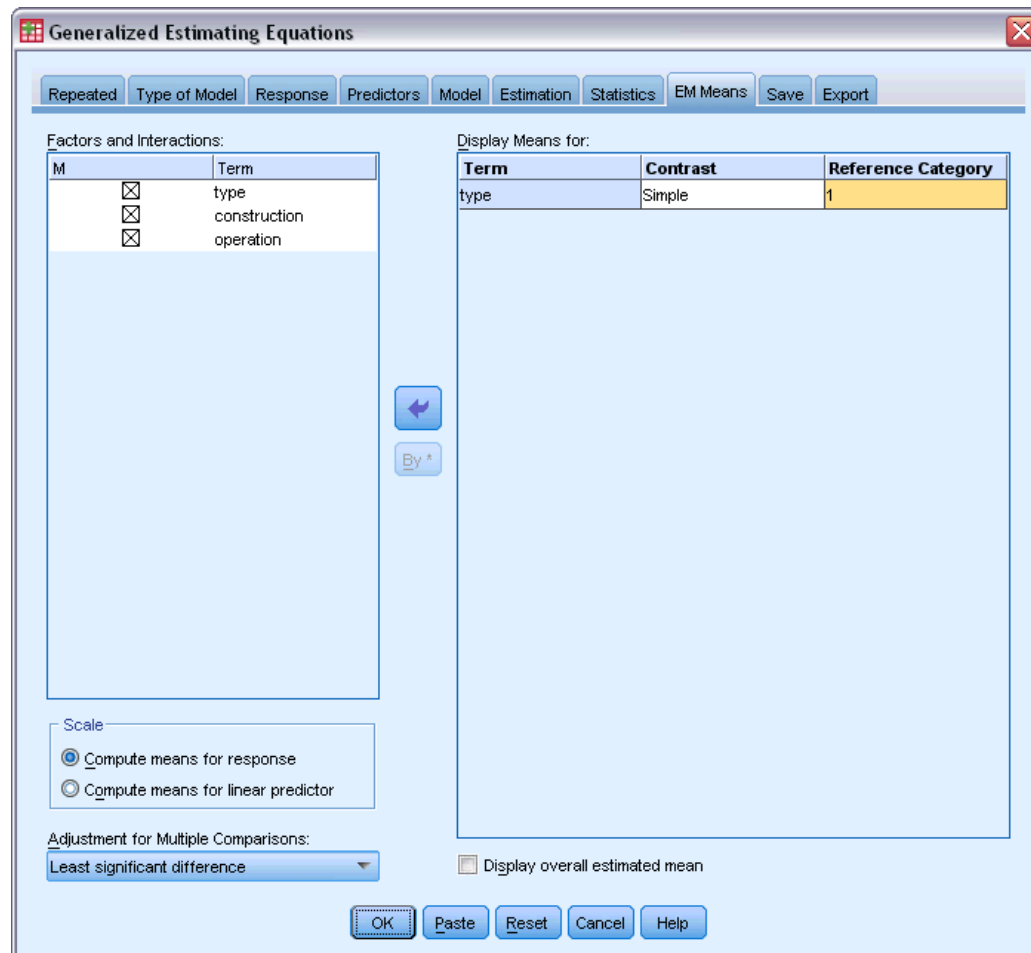 Generalized Estimating Equations
Repeated Type of Model Response Predictors Model Estimation Statistics EM Means Save Export
Factors and Interactions:
M Term
type
construction
operation
Display Means for:
Term Contrast Reference Category
type Simple 1
By *
Scale
Compute means for response
Compute means for linear predictor
Adjustment for Multiple Comparisons:
Least significant difference
Display overall estimated mean
OK Paste Reset Cancel Help